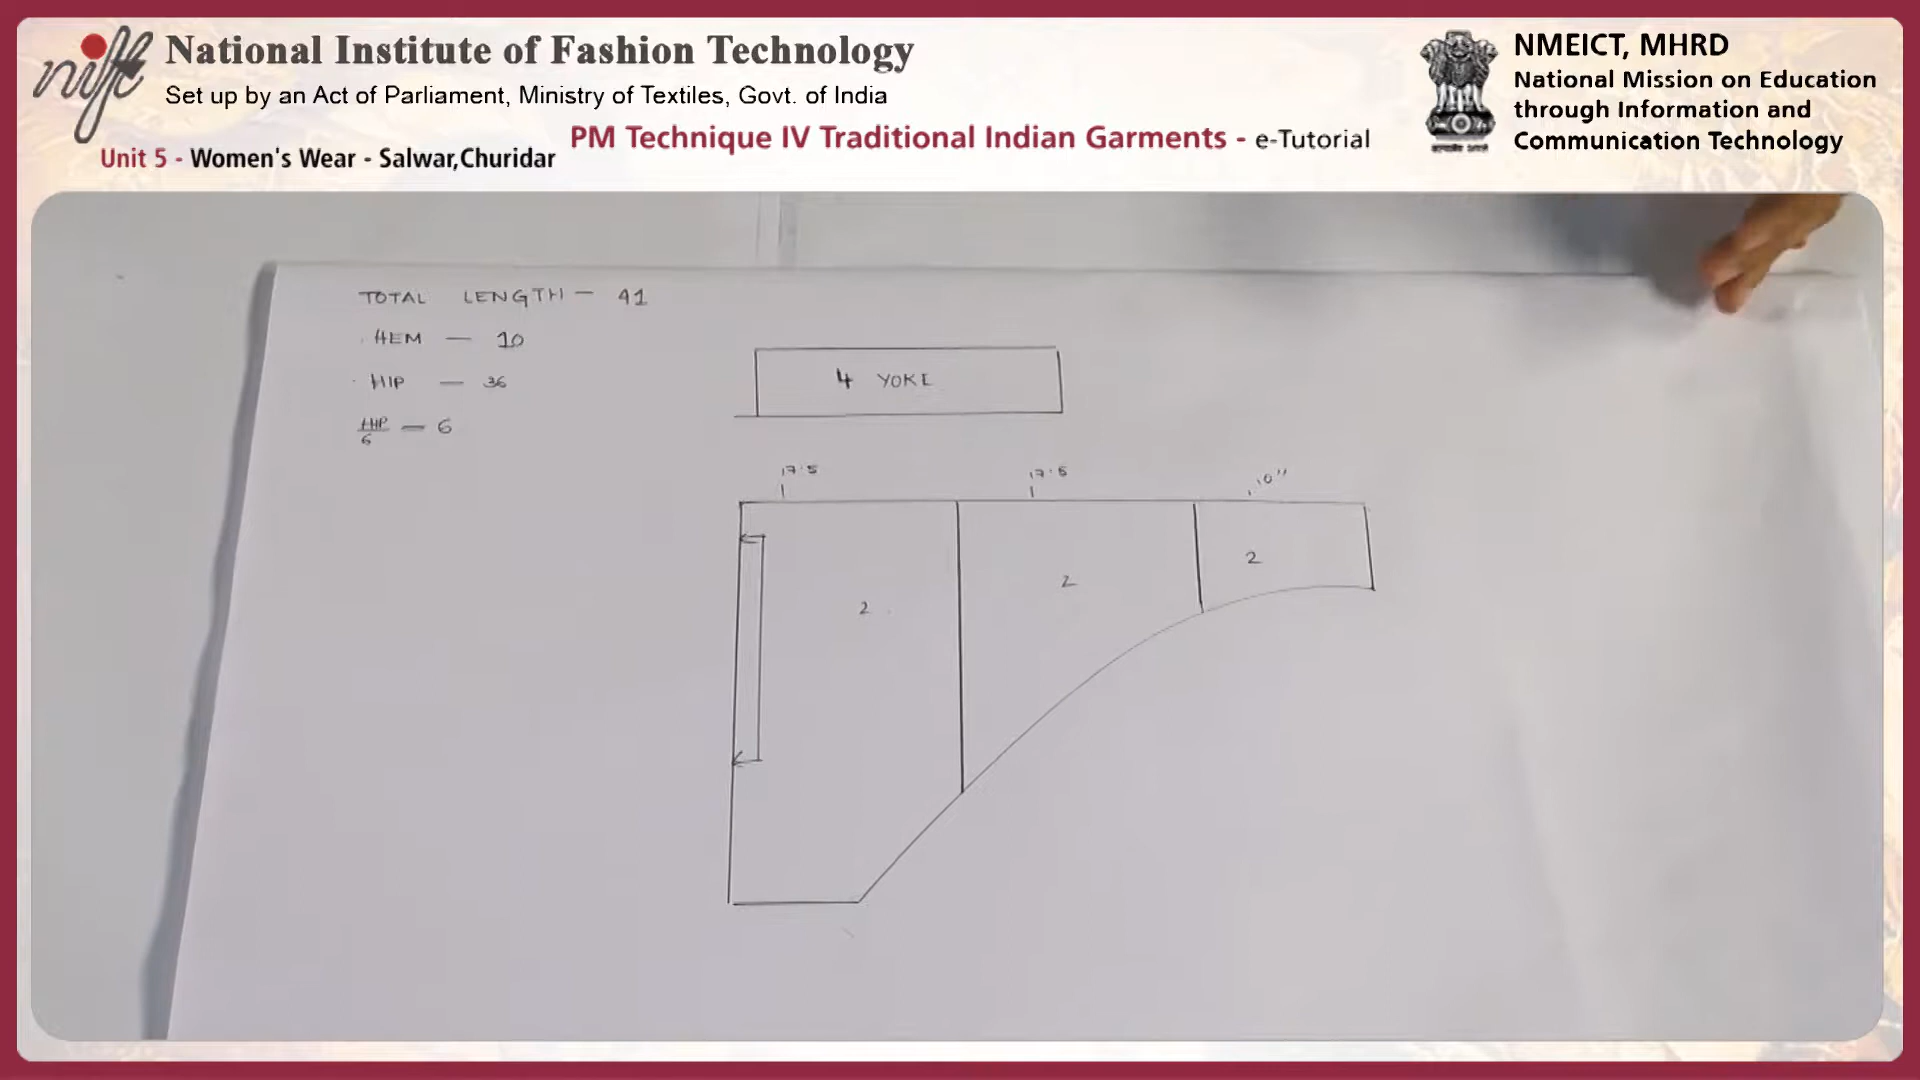 nift
National Institute of Fashion Technology
Set up by an Act of Parliament, Ministry of Textiles, Govt. of India
PM Technique IV Traditional Indian Garments - e-Tutorial
Unit 5 - Women's Wear - Salwar,Churidar
NMEICT, MHRD
National Mission on Education
through Information and
Communication Technology
TOTAL LENGTH - 41
HEM - 10
HIP - 36
HIP/6 - 6
4 YOKE
17.5
17.5
10"
2
2
2